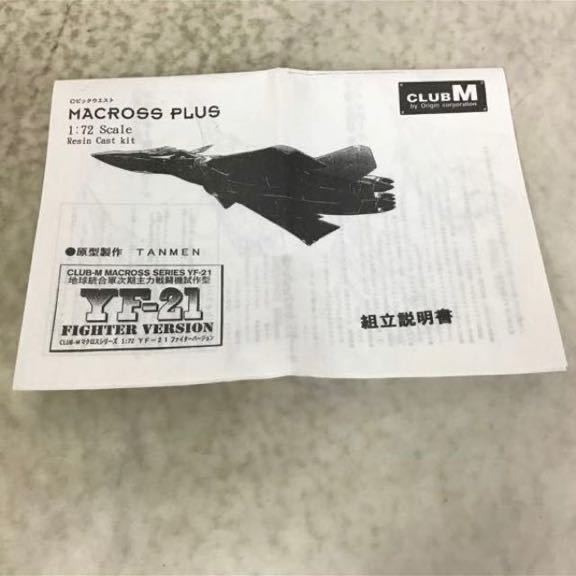 ©ビックウエスト
MACROSS PLUS
1:72 Scale
Resin Cast kit
CLUB M
by Origin corporation
●原型製作 TANMEN
CLUB-M MACROSS SERIES YF-21
地球統合軍次期主力戦闘機試作型
YF-21
FIGHTER VERSION
CLUB-M マクロスシリーズ 1:72 YF-21 ファイターバージョン
組立説明書